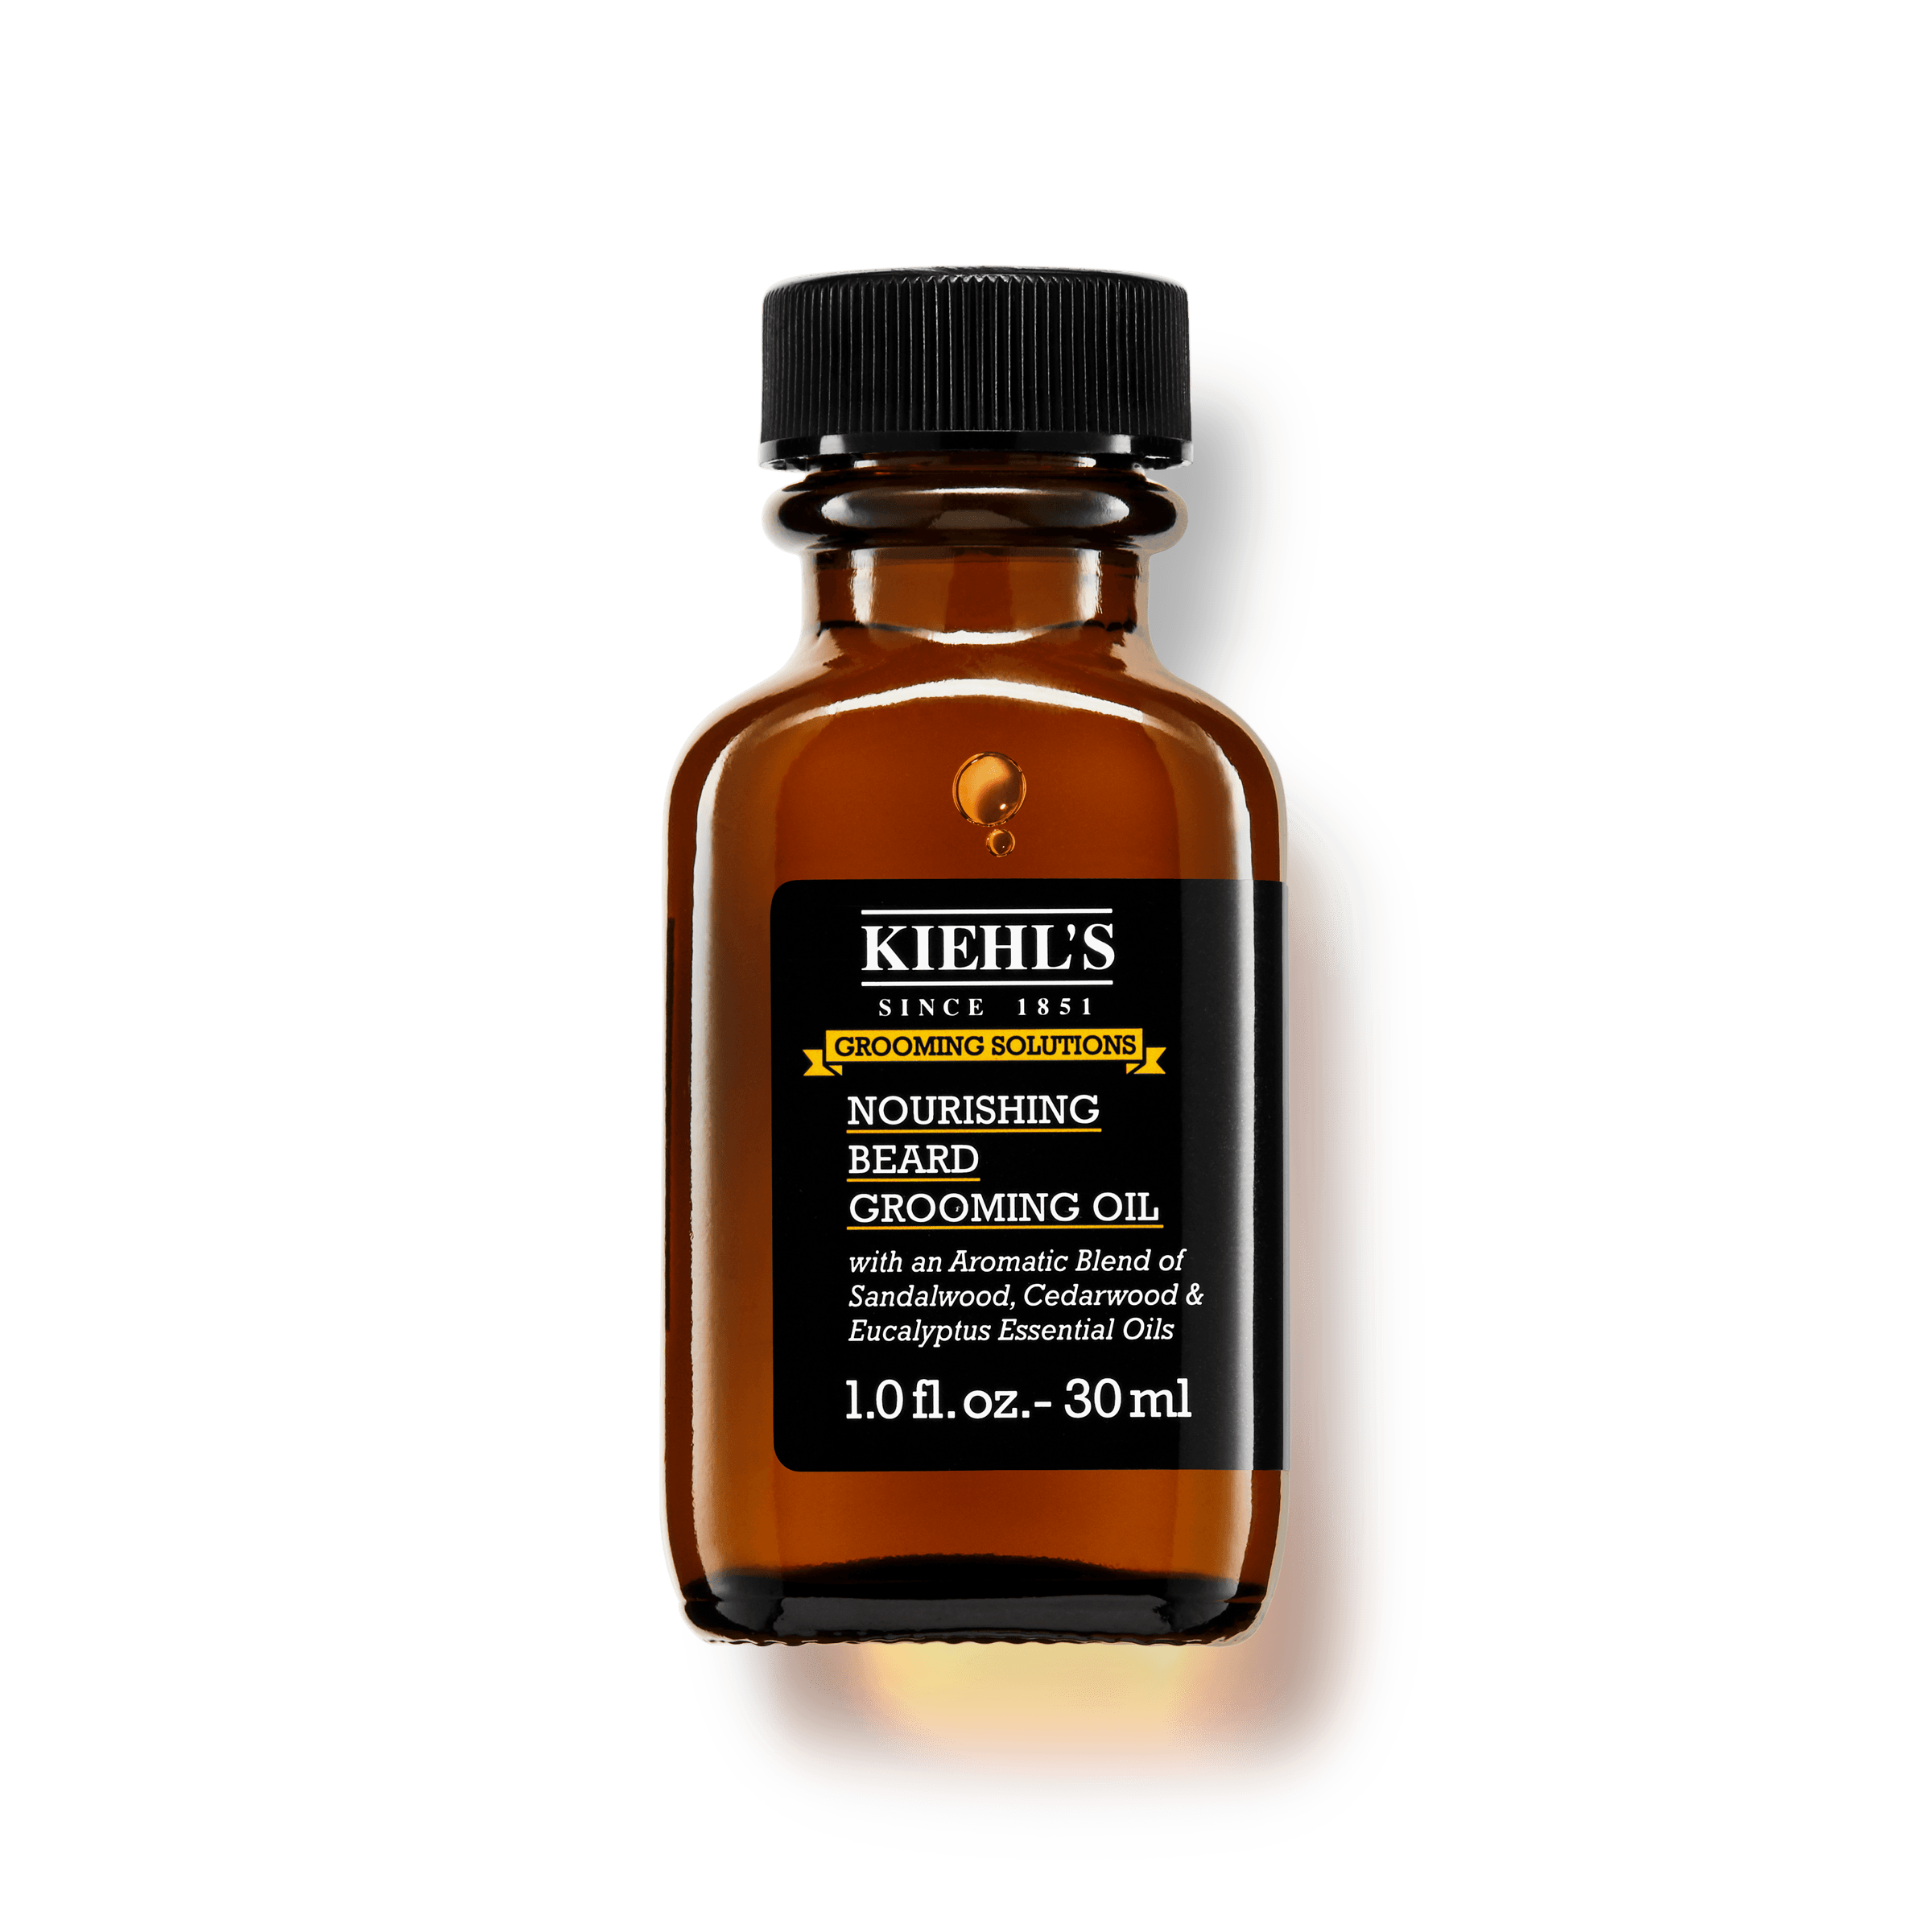 KIEHL'S
SINCE 1851
GROOMING SOLUTIONS
NOURISHING
BEARD
GROOMING OIL
with an Aromatic Blend of
Sandalwood, Cedarwood &
Eucalyptus Essential Oils
1.0 fl. oz. - 30 ml